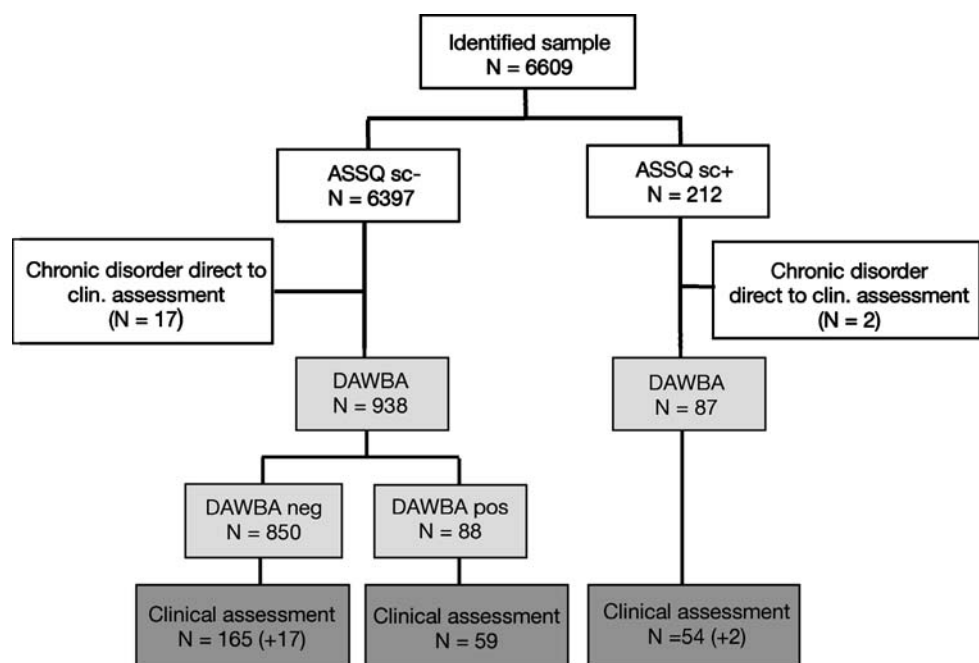 Identified sample
N = 6609
ASSQ sc-
N = 6397
ASSQ sc+
N = 212
Chronic disorder direct to
clin. assessment
(N = 17)
Chronic disorder
direct to clin. assessment
(N = 2)
DAWBA
N = 938
DAWBA
N = 87
DAWBA neg
N = 850
DAWBA pos
N = 88
Clinical assessment
N = 165 (+17)
Clinical assessment
N = 59
Clinical assessment
N =54 (+2)